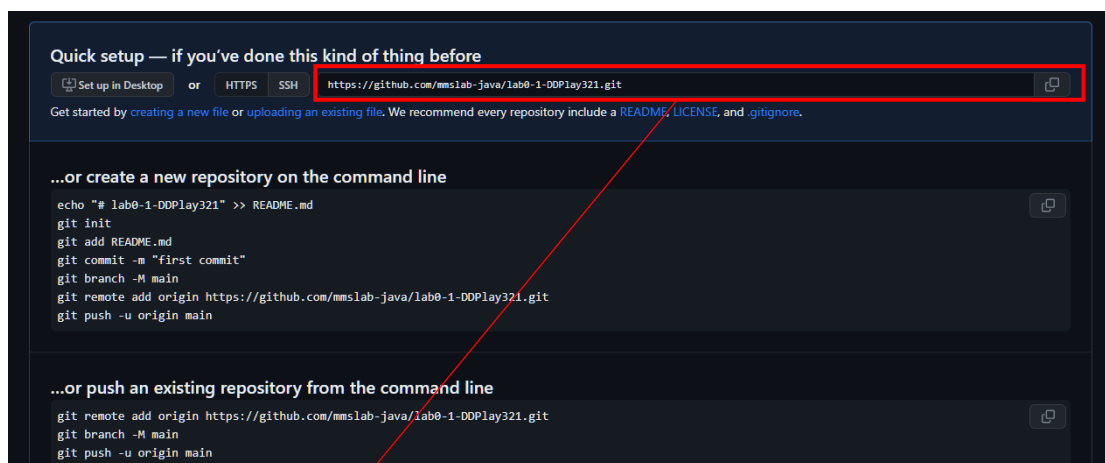 Quick setup — if you've done this kind of thing before
Set up in Desktop or HTTPS SSH https://github.com/mmslab-java/lab0-1-DDPlay321.git
Get started by creating a new file or uploading an existing file. We recommend every repository include a README, LICENSE, and .gitignore.
...or create a new repository on the command line
echo "# lab0-1-DDPlay321" >> README.md
git init
git add README.md
git commit -m "first commit"
git branch -M main
git remote add origin https://github.com/mmslab-java/lab0-1-DDPlay321.git
git push -u origin main
...or push an existing repository from the command line
git remote add origin https://github.com/mmslab-java/lab0-1-DDPlay321.git
git branch -M main
git push -u origin main